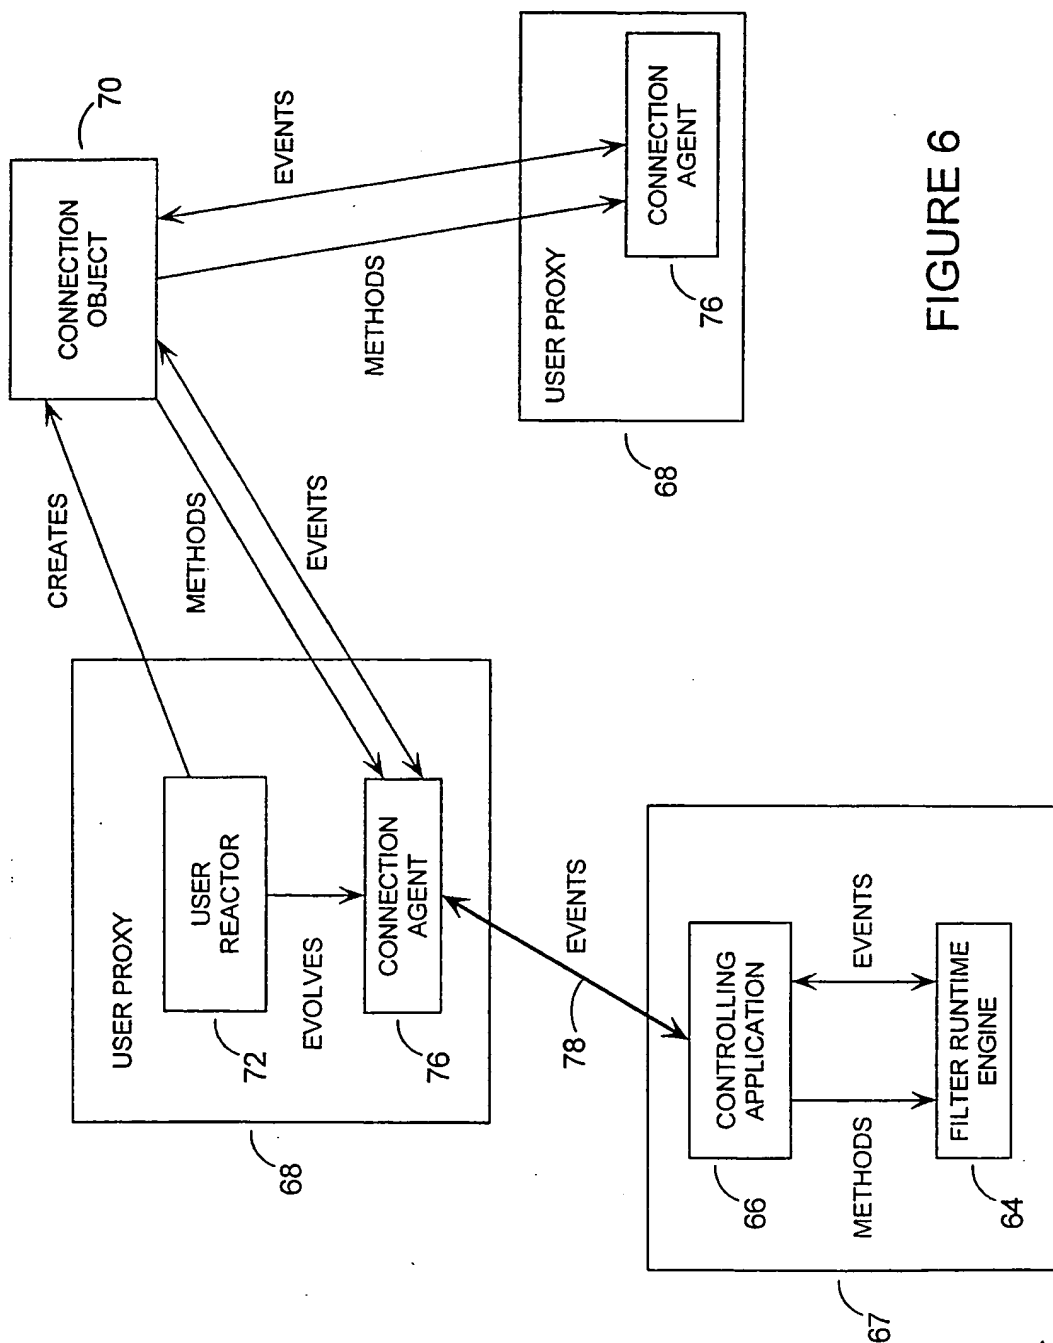 CREATES
CONNECTION
OBJECT
70
USER PROXY
USER
REACTOR
72
METHODS
EVENTS
EVENTS
68
EVOLVES
METHODS
CONNECTION
AGENT
76
USER PROXY
CONNECTION
AGENT
76
68
78
EVENTS
CONTROLLING
APPLICATION
66
METHODS
EVENTS
67
FILTER RUNTIME
ENGINE
64
FIGURE 6